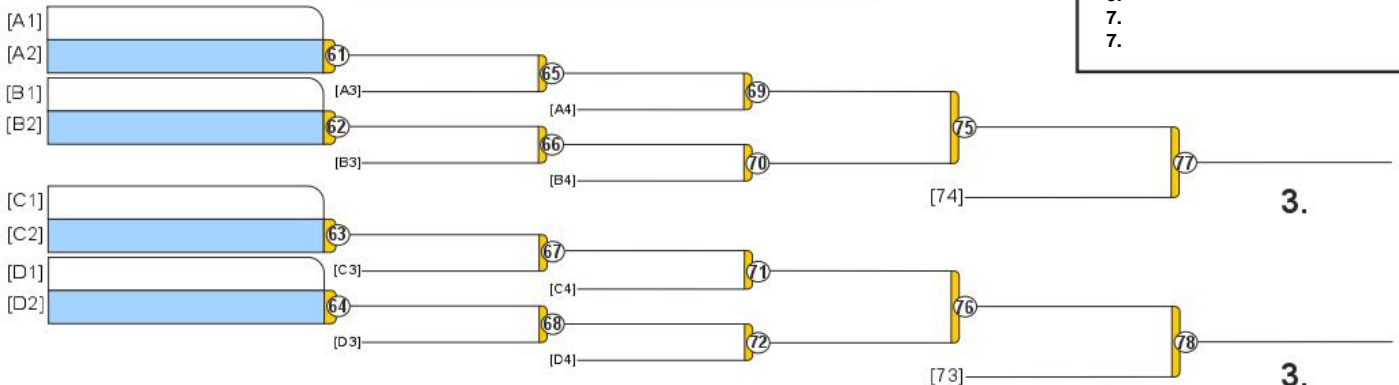 7.
7.
[A1]
[A2]
61
65
[A3]
69
[A4]
[B1]
[B2]
62
66
75
[B3]
70
[B4]
77
[74]
3.
[C1]
[C2]
63
67
[C3]
71
[C4]
[D1]
[D2]
64
68
76
[D3]
72
[D4]
78
[73]
3.